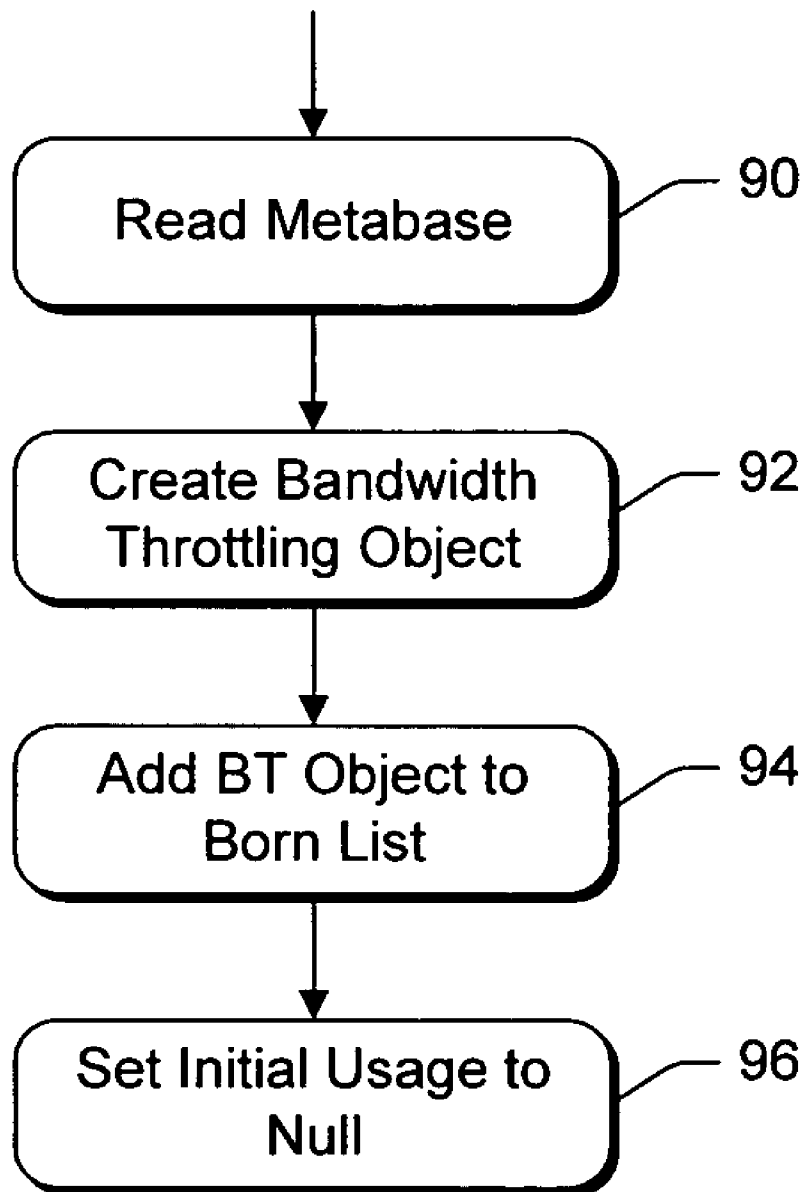 Read Metabase
90
Create Bandwidth
Throttling Object
92
Add BT Object to
Born List
94
Set Initial Usage to
Null
96